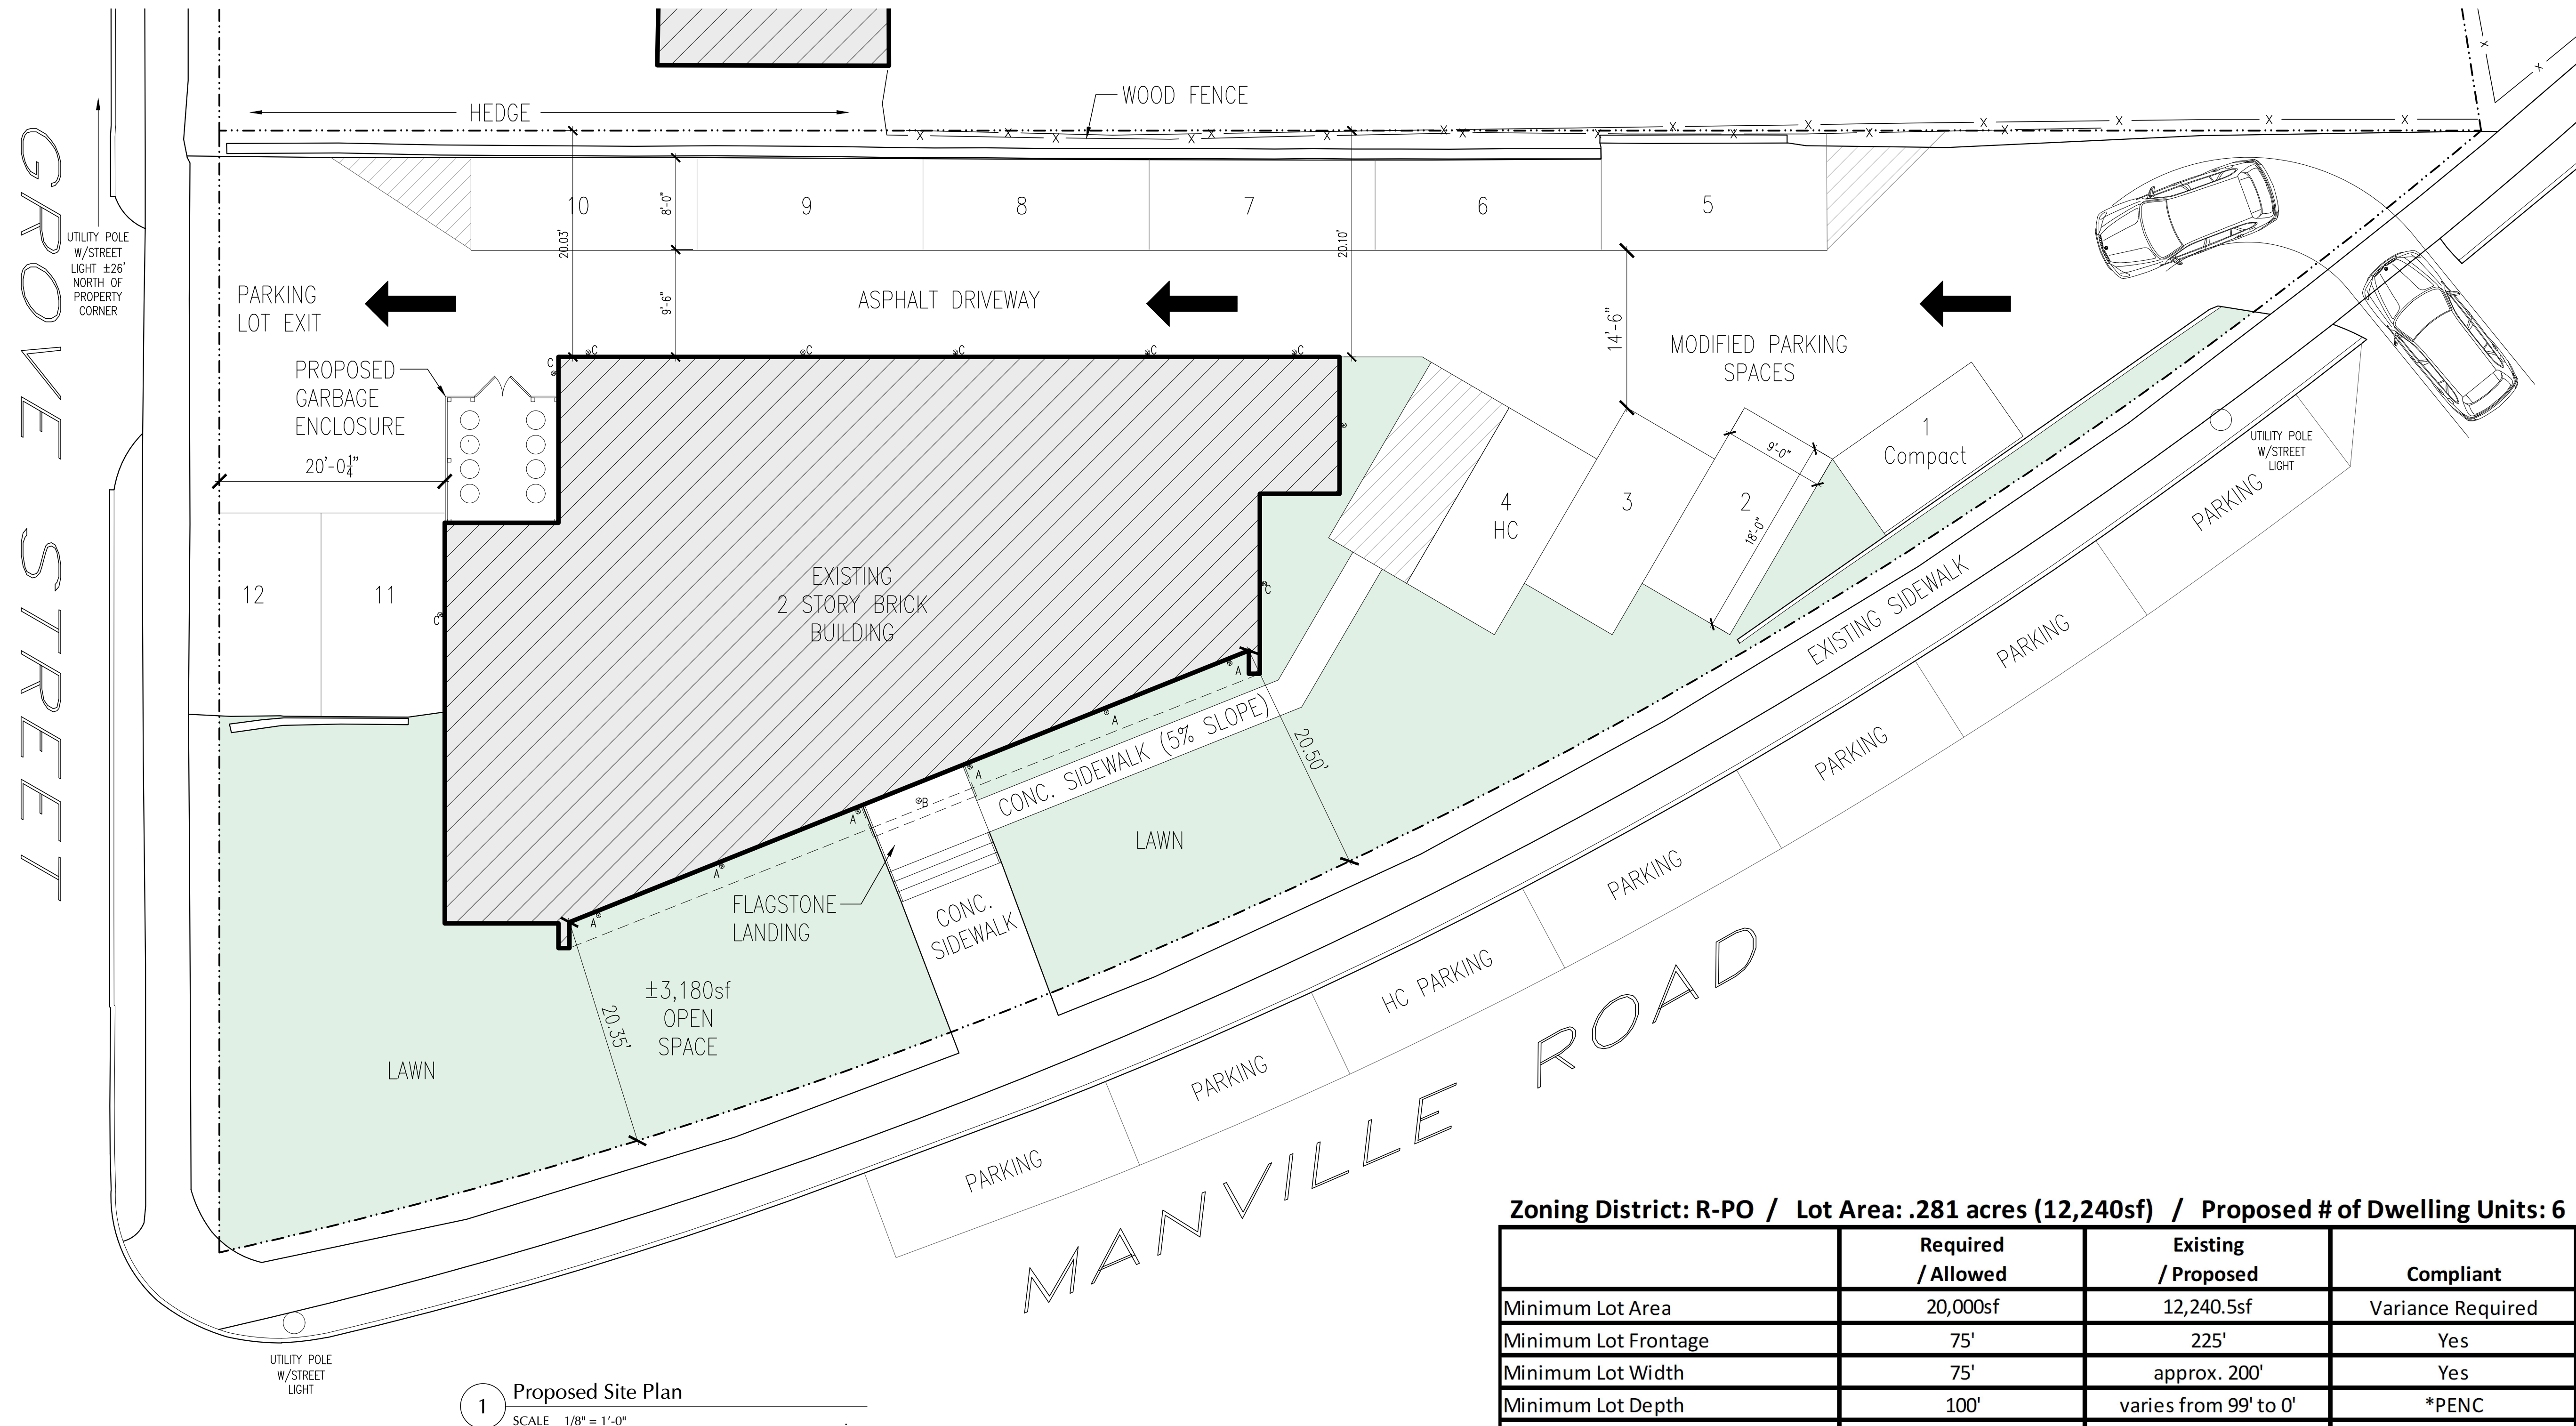 HEDGE
WOOD FENCE
GROVE STREET
UTILITY POLE
W/STREET
LIGHT ±26'
NORTH OF
PROPERTY
CORNER
10
9
8
7
6
5
8'-0"
20.03'
20.10'
9'-6"
14'-6"
PARKING
LOT EXIT
ASPHALT DRIVEWAY
MODIFIED PARKING
SPACES
PROPOSED
GARBAGE
ENCLOSURE
20'-0¼"
C
C
C
C
C
C
12
11
C
EXISTING
2 STORY BRICK
BUILDING
C
4
HC
3
2
9'-0"
18'-0"
1
Compact
UTILITY POLE
W/STREET
LIGHT
EXISTING SIDEWALK
PARKING
PARKING
PARKING
PARKING
HC PARKING
PARKING
PARKING
A
A
A
B
A
A
A
CONC. SIDEWALK (5% SLOPE)
20.50'
LAWN
FLAGSTONE
LANDING
CONC.
SIDEWALK
±3,180sf
OPEN
SPACE
20.35'
LAWN
MANVILLE ROAD
UTILITY POLE
W/STREET
LIGHT
1
Proposed Site Plan
SCALE 1/8" = 1'-0"
Zoning District: R-PO / Lot Area: .281 acres (12,240sf) / Proposed # of Dwelling Units: 6
Required / Allowed
Existing / Proposed
Compliant
Minimum Lot Area 20,000sf 12,240.5sf Variance Required
Minimum Lot Frontage 75' 225' Yes
Minimum Lot Width 75' approx. 200' Yes
Minimum Lot Depth 100' varies from 99' to 0' *PENC